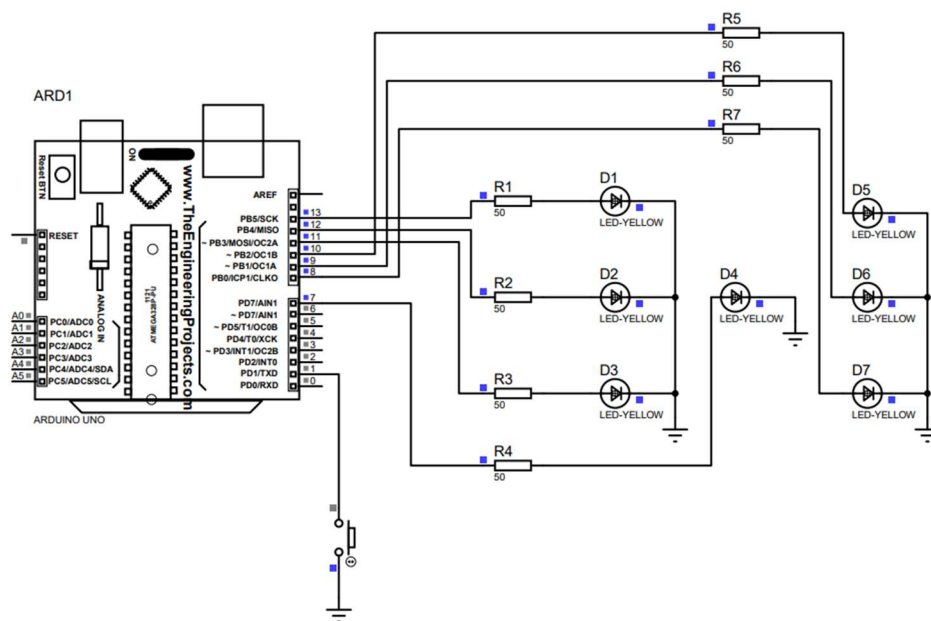 R5
50
R6
50
R7
50
ARD1
Reset BTN
ON
www.TheEngineeringProjects.com
RESET
AREF
PB5/SCK 13
PB4/MISO 12
~ PB3/MOSI/OC2A 11
~ PB2/OC1B 10
~ PB1/OC1A 9
PB0/ICP1/CLKO 8
PD7/AIN1 7
~ PD7/AIN1 6
~ PD5/T1/OC0B 5
PD4/T0/XCK 4
~ PD3/INT1/OC2B 3
PD2/INT0 2
PD1/TXD 1
PD0/RXD 0
ANALOG IN
1121
ATMEGA328P-PU
A0 PC0/ADC0
A1 PC1/ADC1
A2 PC2/ADC2
A3 PC3/ADC3
A4 PC4/ADC4/SDA
A5 PC5/ADC5/SCL
ARDUINO UNO
R1
50
D1
LED-YELLOW
R2
50
D2
LED-YELLOW
R3
50
D3
LED-YELLOW
R4
50
D4
LED-YELLOW
D5
LED-YELLOW
D6
LED-YELLOW
D7
LED-YELLOW